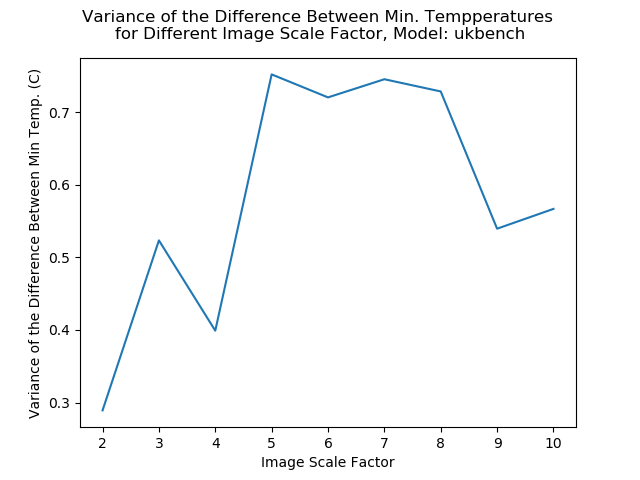 Variance of the Difference Between Min. Tempperatures
for Different Image Scale Factor, Model: ukbench
Variance of the Difference Between Min Temp. (C)
0.7
0.6
0.5
0.4
0.3
2 3 4 5 6 7 8 9 10
Image Scale Factor